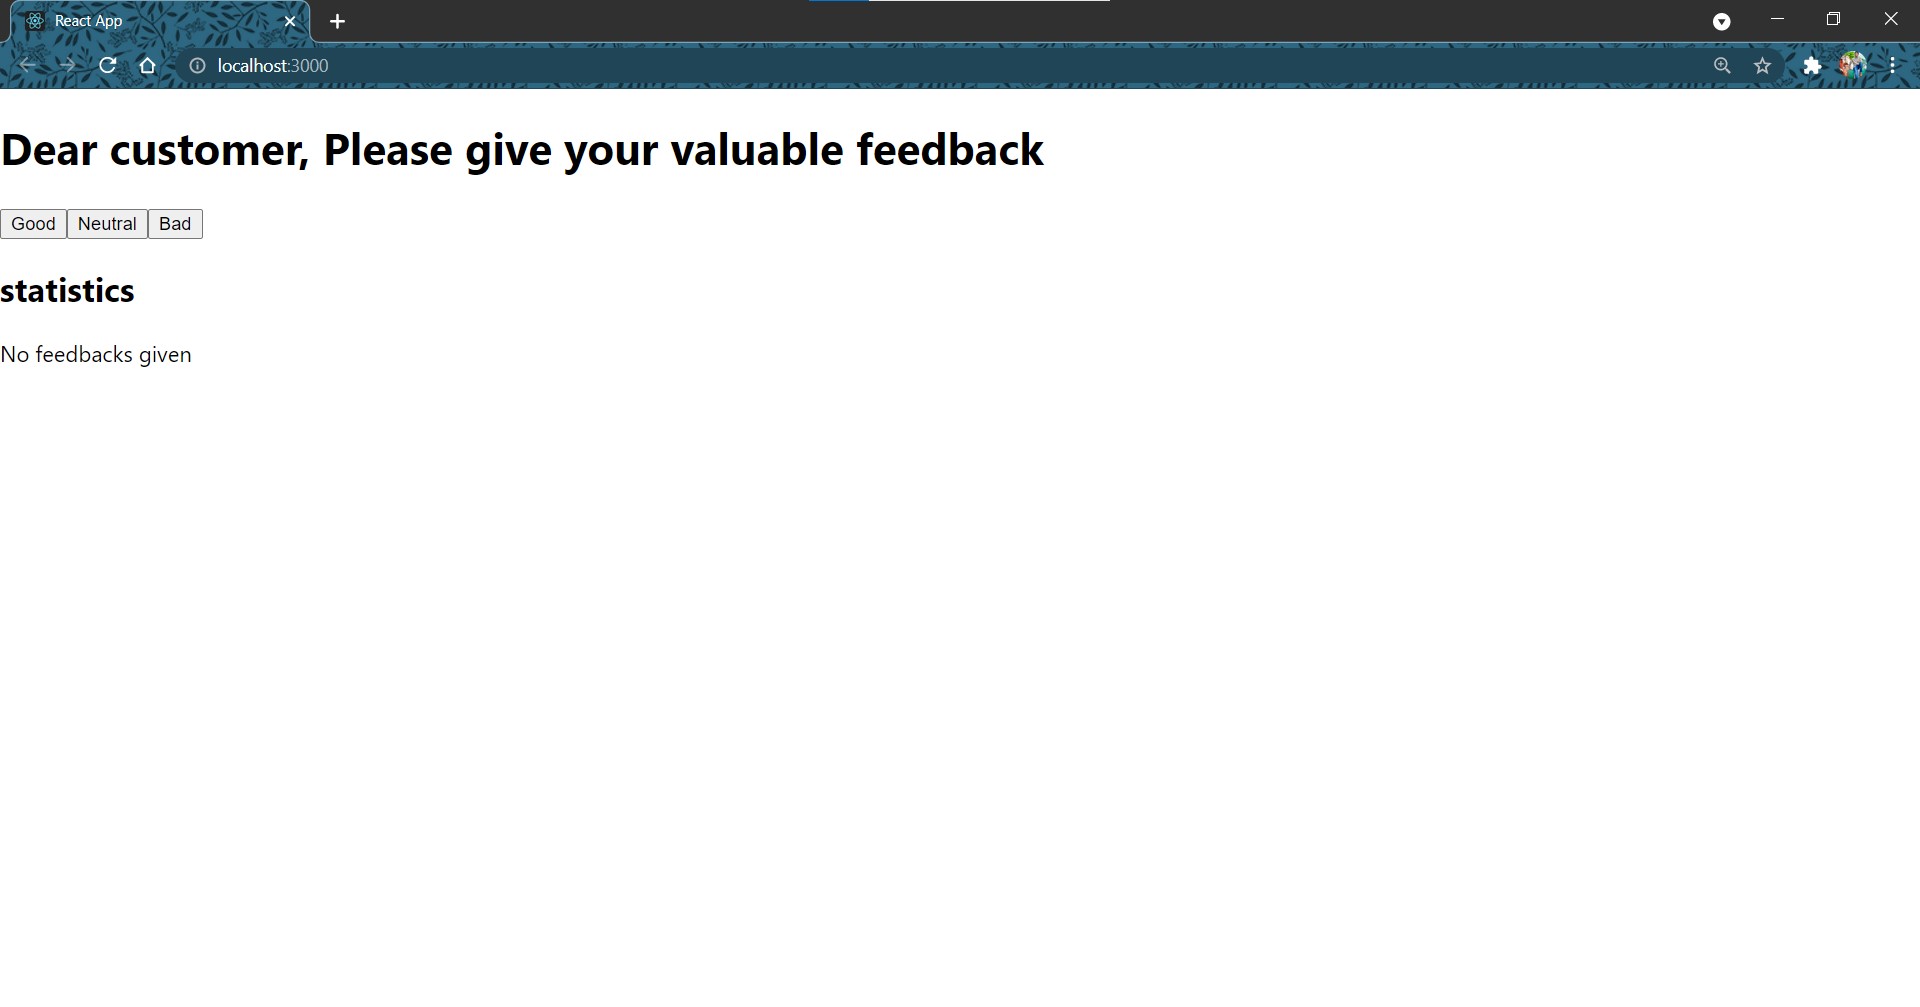 React App
localhost:3000
Dear customer, Please give your valuable feedback
Good Neutral Bad
statistics
No feedbacks given